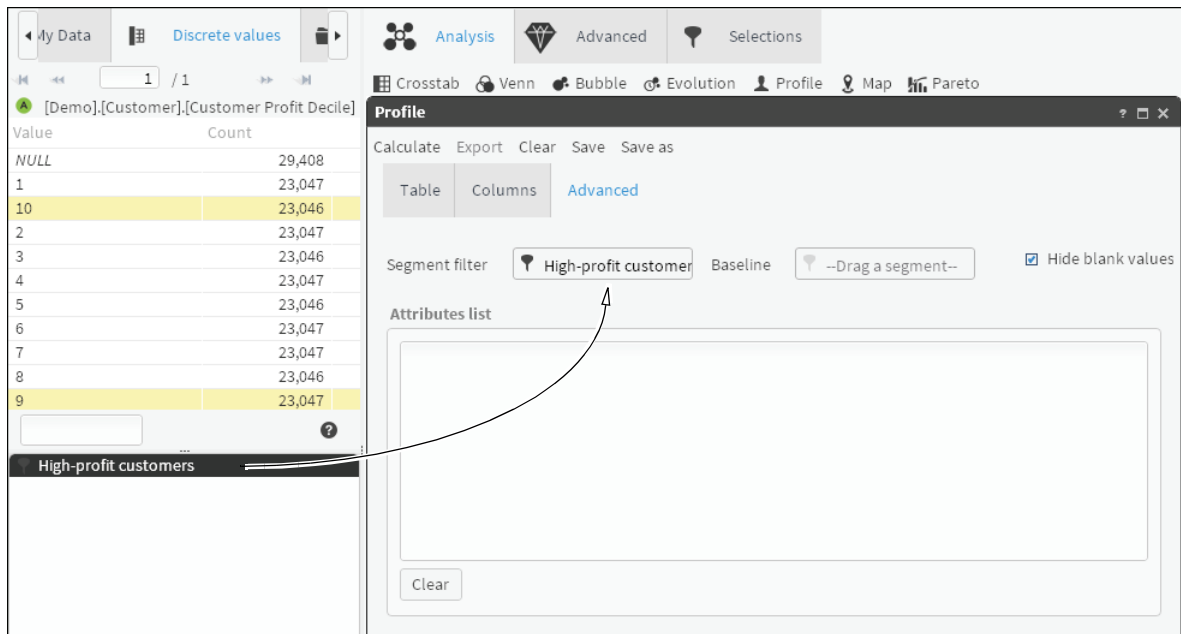 My Data Discrete values
1 / 1
[Demo].[Customer].[Customer Profit Decile]
Value Count
NULL 29,408
1 23,047
10 23,046
2 23,047
3 23,046
4 23,047
5 23,046
6 23,047
7 23,047
8 23,046
9 23,047
?
High-profit customers
Analysis Advanced Selections
Crosstab Venn Bubble Evolution Profile Map Pareto
Profile ?
Calculate Export Clear Save Save as
Table Columns Advanced
Segment filter High-profit customer Baseline --Drag a segment-- Hide blank values
Attributes list
Clear